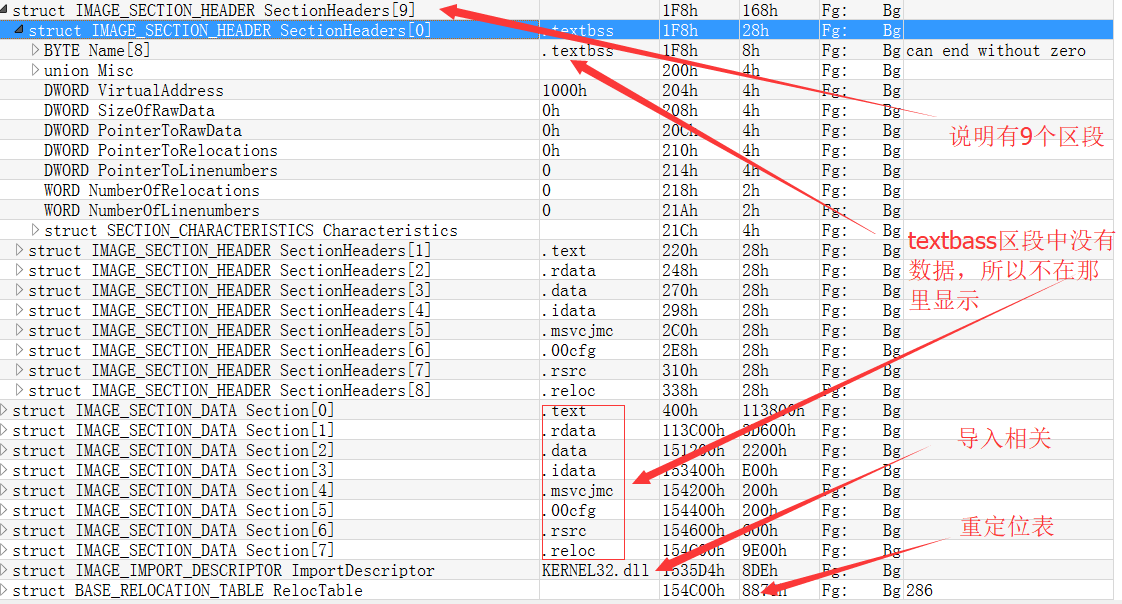 struct IMAGE_SECTION_HEADER SectionHeaders[9] 1F8h 168h Fg: Bg
struct IMAGE_SECTION_HEADER SectionHeaders[0] .textbss 1F8h 28h Fg: Bg
BYTE Name[8] .textbss 1F8h 8h Fg: Bg can end without zero
union Misc 200h 4h Fg: Bg
DWORD VirtualAddress 1000h 204h 4h Fg: Bg
DWORD SizeOfRawData 0h 208h 4h Fg: Bg
DWORD PointerToRawData 0h 20Ch 4h Fg: Bg
说明有9个区段
DWORD PointerToRelocations 0h 210h 4h Fg: Bg
DWORD PointerToLinenumbers 0 214h 4h Fg: Bg
WORD NumberOfRelocations 0 218h 2h Fg: Bg
WORD NumberOfLinenumbers 0 21Ah 2h Fg: Bg
struct SECTION_CHARACTERISTICS Characteristics 21Ch 4h Fg: Bg
textbass区段中没有
数据，所以不在那
里显示
struct IMAGE_SECTION_HEADER SectionHeaders[1] .text 220h 28h Fg: Bg
struct IMAGE_SECTION_HEADER SectionHeaders[2] .rdata 248h 28h Fg: Bg
struct IMAGE_SECTION_HEADER SectionHeaders[3] .data 270h 28h Fg: Bg
struct IMAGE_SECTION_HEADER SectionHeaders[4] .idata 298h 28h Fg: Bg
struct IMAGE_SECTION_HEADER SectionHeaders[5] .msvcjmc 2C0h 28h Fg: Bg
struct IMAGE_SECTION_HEADER SectionHeaders[6] .00cfg 2E8h 28h Fg: Bg
struct IMAGE_SECTION_HEADER SectionHeaders[7] .rsrc 310h 28h Fg: Bg
struct IMAGE_SECTION_HEADER SectionHeaders[8] .reloc 338h 28h Fg: Bg
struct IMAGE_SECTION_DATA Section[0] .text 400h 113800h Fg: Bg
struct IMAGE_SECTION_DATA Section[1] .rdata 113C00h 3D600h Fg: Bg
导入相关
struct IMAGE_SECTION_DATA Section[2] .data 151200h 2200h Fg: Bg
struct IMAGE_SECTION_DATA Section[3] .idata 153400h E00h Fg: Bg
struct IMAGE_SECTION_DATA Section[4] .msvcjmc 154200h 200h Fg: Bg
struct IMAGE_SECTION_DATA Section[5] .00cfg 154400h 200h Fg: Bg
重定位表
struct IMAGE_SECTION_DATA Section[6] .rsrc 154600h 600h Fg: Bg
struct IMAGE_SECTION_DATA Section[7] .reloc 154C00h 9E00h Fg: Bg
struct IMAGE_IMPORT_DESCRIPTOR ImportDescriptor KERNEL32.dll 1535D4h 8DEh Fg: Bg
struct BASE_RELOCATION_TABLE RelocTable 154C00h Fg: Bg 286